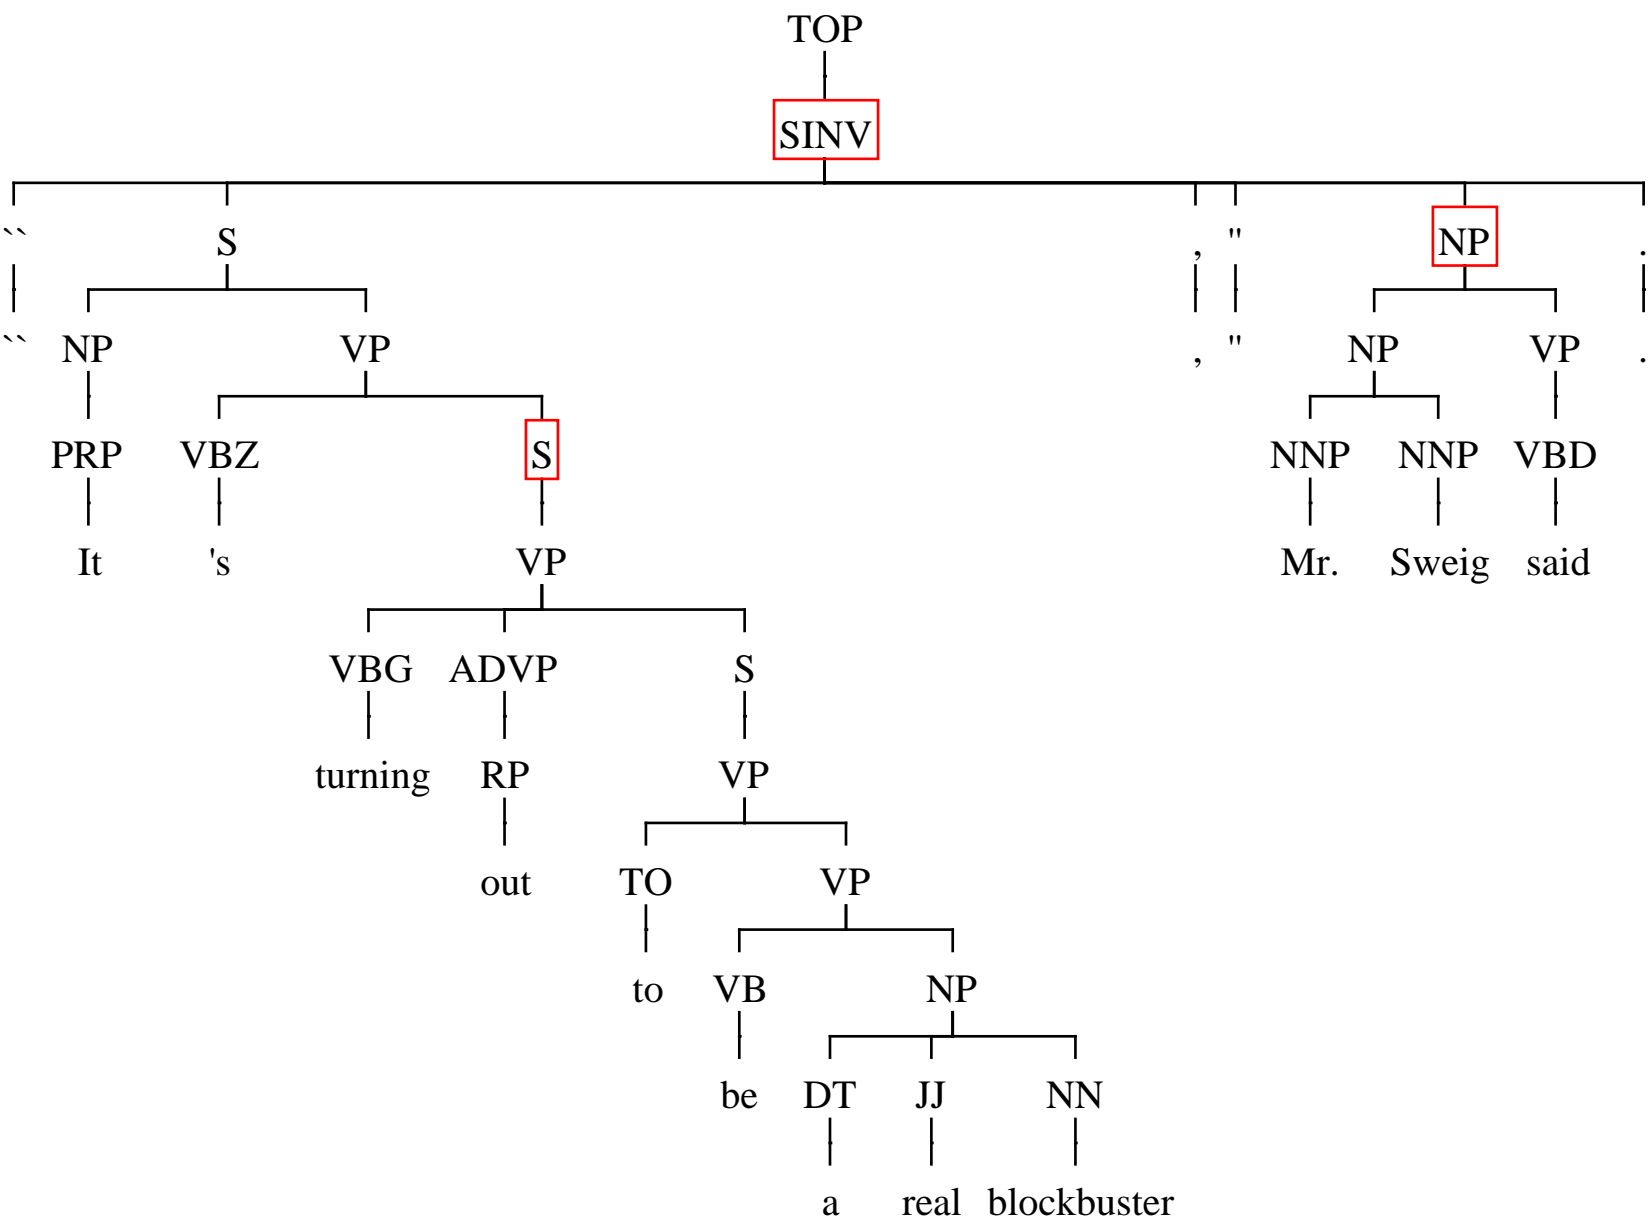 TOP
SINV
`` S , '' NP .
`` NP VP , '' NP VP .
PRP VBZ S NNP NNP VBD
It 's VP Mr. Sweig said
VBG ADVP S
turning RP VP
out TO VP
to VB NP
be DT JJ NN
a real blockbuster